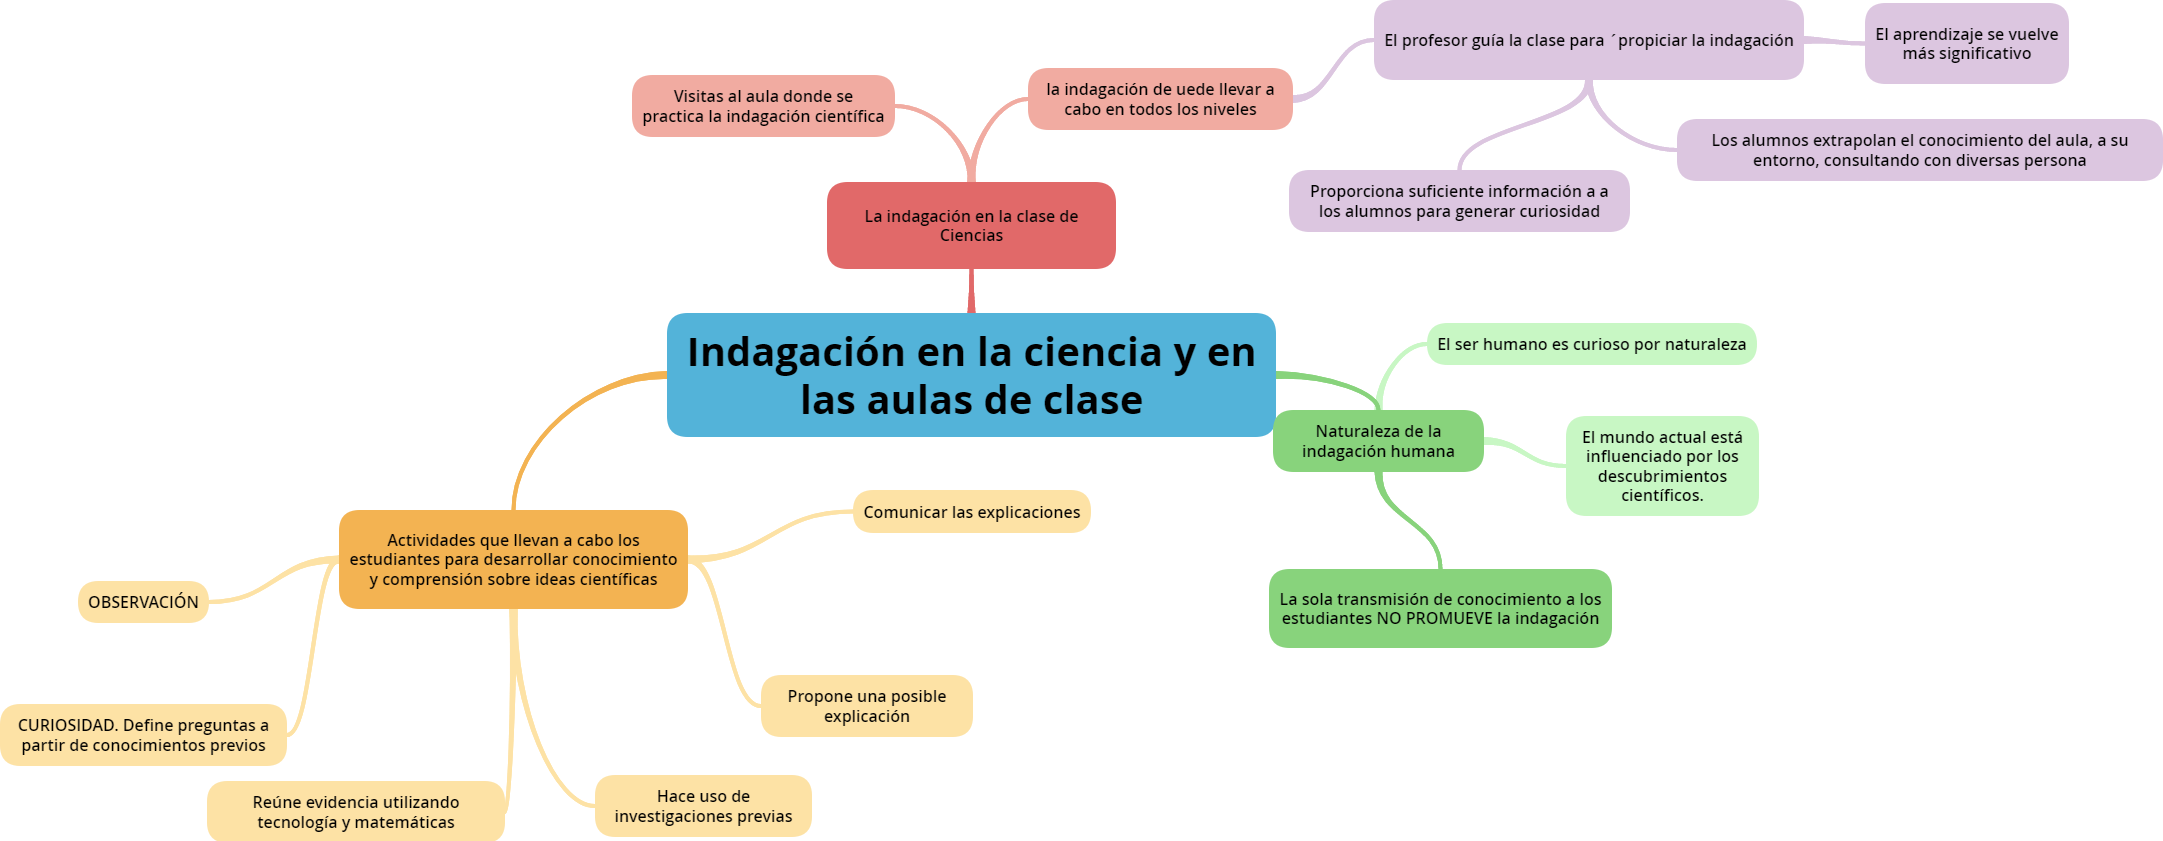 El profesor guía la clase para ´propiciar la indagación
El aprendizaje se vuelve
más significativo
Visitas al aula donde se
practica la indagación científica
la indagación de uede llevar a
cabo en todos los niveles
Los alumnos extrapolan el conocimiento del aula, a su
entorno, consultando con diversas persona
Proporciona suficiente información a a
los alumnos para generar curiosidad
La indagación en la clase de
Ciencias
Indagación en la ciencia y en
las aulas de clase
El ser humano es curioso por naturaleza
Naturaleza de la
indagación humana
El mundo actual está
influenciado por los
descubrimientos
científicos.
La sola transmisión de conocimiento a los
estudiantes NO PROMUEVE la indagación
Comunicar las explicaciones
Actividades que llevan a cabo los
estudiantes para desarrollar conocimiento
y comprensión sobre ideas científicas
OBSERVACIÓN
CURIOSIDAD. Define preguntas a
partir de conocimientos previos
Propone una posible
explicación
Reúne evidencia utilizando
tecnología y matemáticas
Hace uso de
investigaciones previas